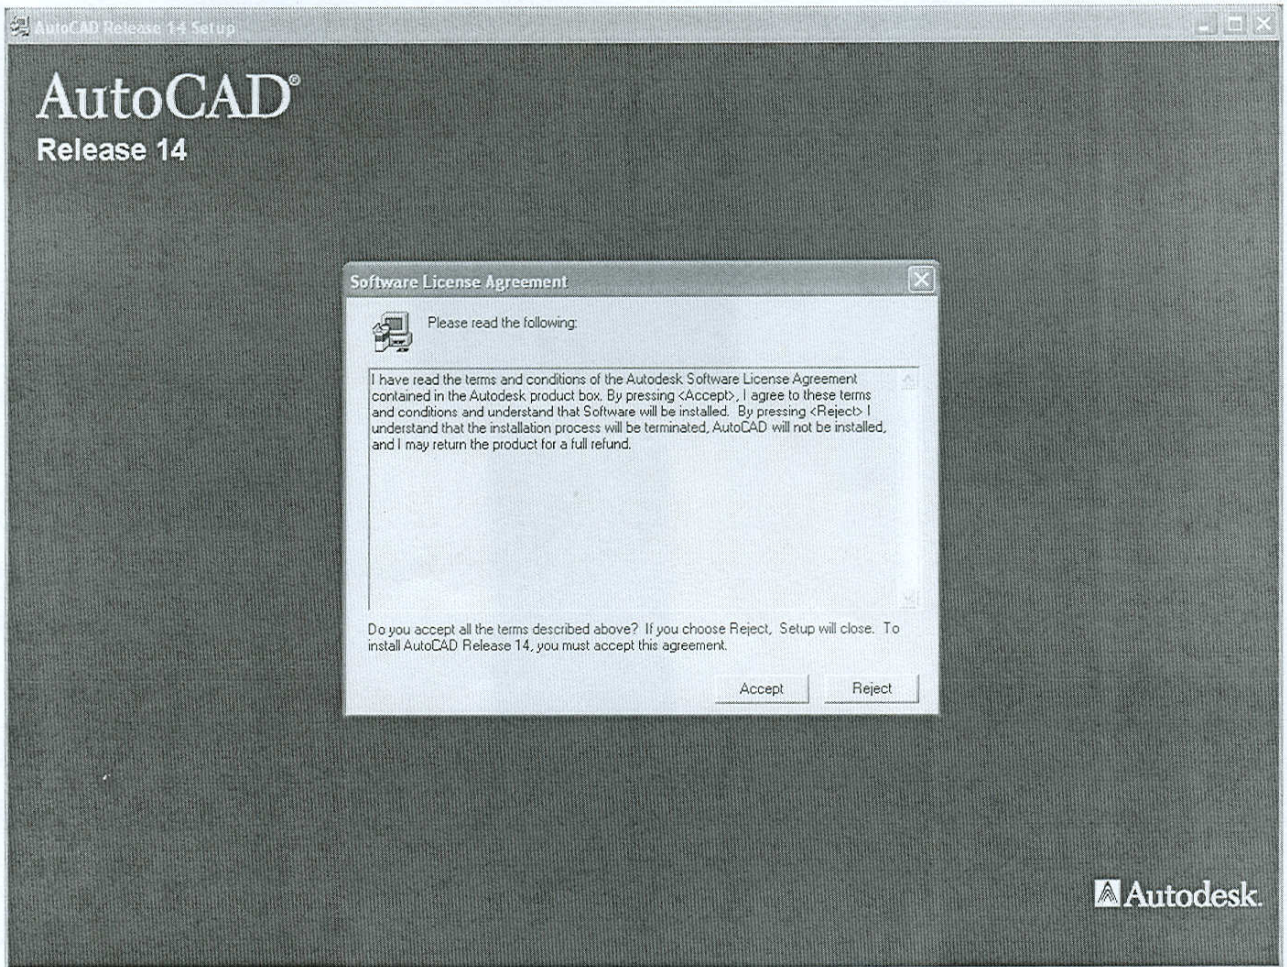 AutoCAD Release 14 Setup
AutoCAD®
Release 14
Software License Agreement
Please read the following:
I have read the terms and conditions of the Autodesk Software License Agreement
contained in the Autodesk product box. By pressing <Accept>, I agree to these terms
and conditions and understand that Software will be installed. By pressing <Reject> I
understand that the installation process will be terminated, AutoCAD will not be installed,
and I may return the product for a full refund.
Do you accept all the terms described above? If you choose Reject, Setup will close. To
install AutoCAD Release 14, you must accept this agreement.
Accept
Reject
Autodesk.